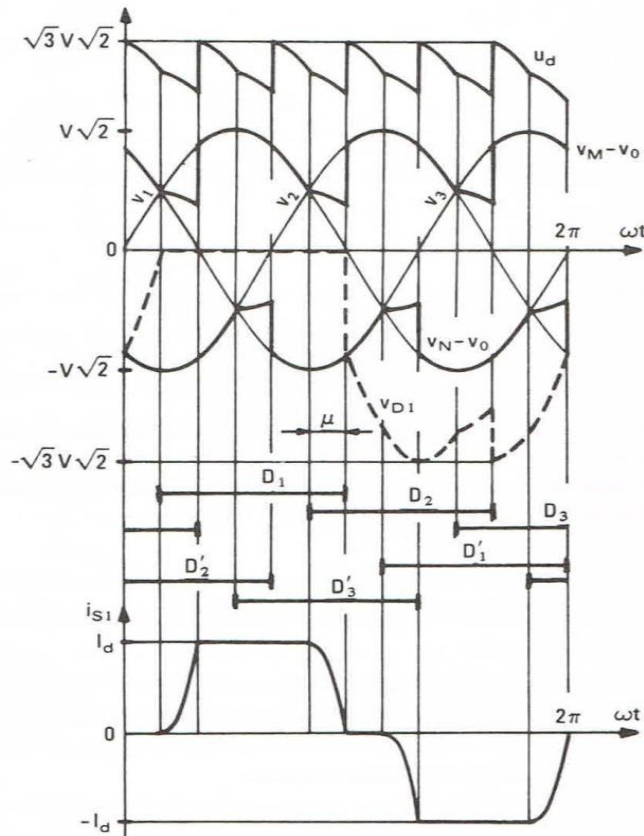 √3 V√2
u_d
V√2
v_M−v_0
v_1
v_2
v_3
2π
ωt
0
v_N−v_0
−V√2
v_D1
μ
−√3 V√2
D_1
D_2
D_3
D'_1
D'_2
D'_3
i_S1
I_d
2π
ωt
0
−I_d